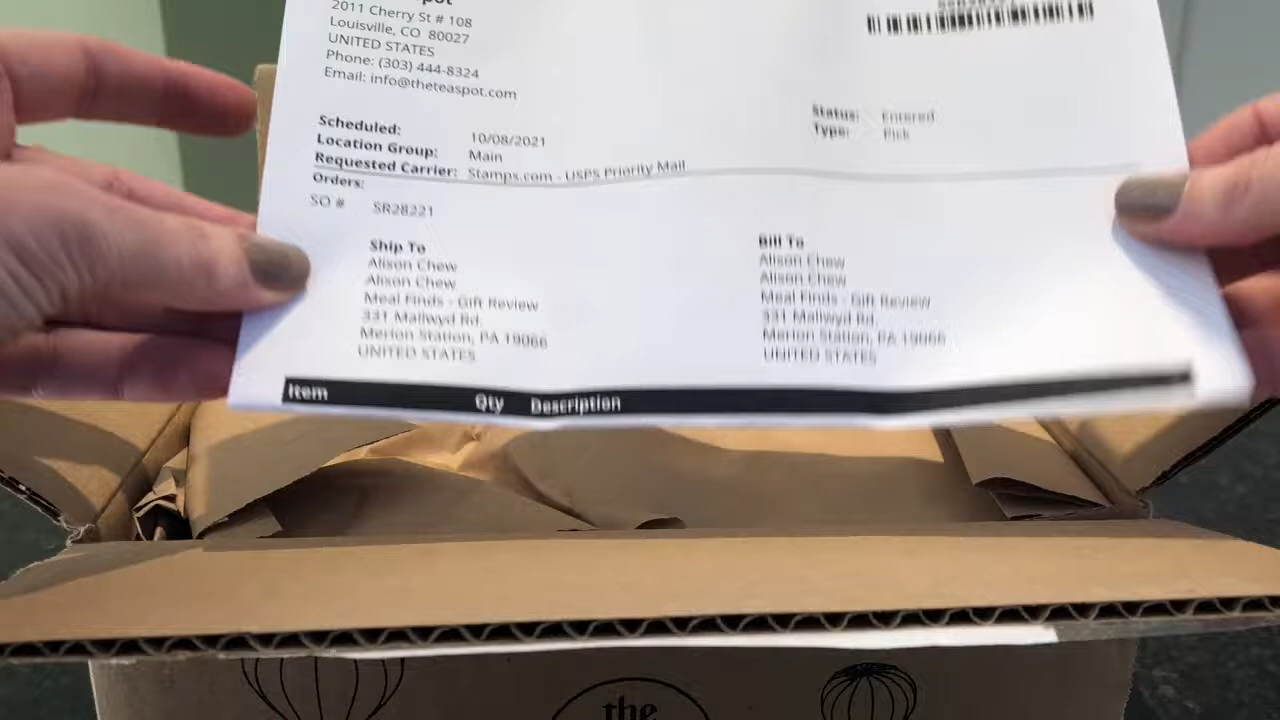 2011 Cherry St # 108
Louisville, CO 80027
UNITED STATES
Phone: (303) 444-8324
Email: info@theteaspot.com
Status: Entered
Type: Pick
Scheduled: 10/08/2021
Location Group: Main
Requested Carrier: Stamps.com - USPS Priority Mail
Orders:
SO # SR28221
Ship To
Alison Chew
Alison Chew
Meal Finds - Gift Review
331 Mallwyd Rd.
Merion Station, PA 19066
UNITED STATES
Bill To
Alison Chew
Alison Chew
Meal Finds - Gift Review
331 Mallwyd Rd.
Merion Station, PA 19066
UNITED STATES
Item Qty Description
the